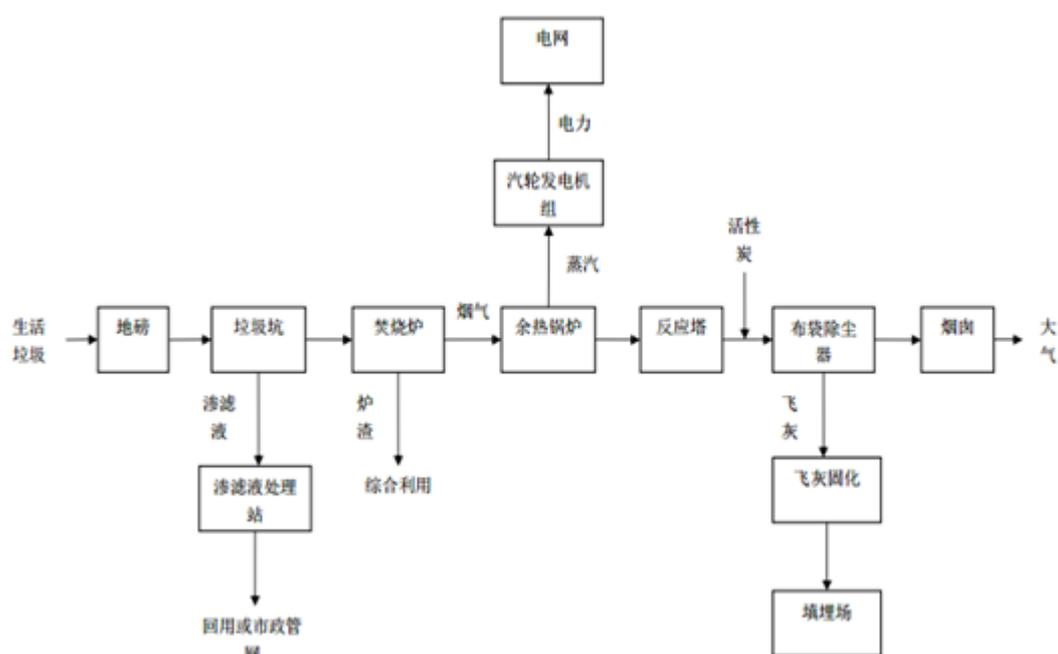 电网
电力
汽轮发电机
组
活性
炭
蒸汽
烟气
生活
垃圾
地磅
垃圾坑
焚烧炉
余热锅炉
反应塔
布袋除尘
器
烟囱
大
气
渗滤
液
炉
渣
飞
灰
渗滤液处理
站
综合利用
飞灰固化
回用或市政管
网
填埋场